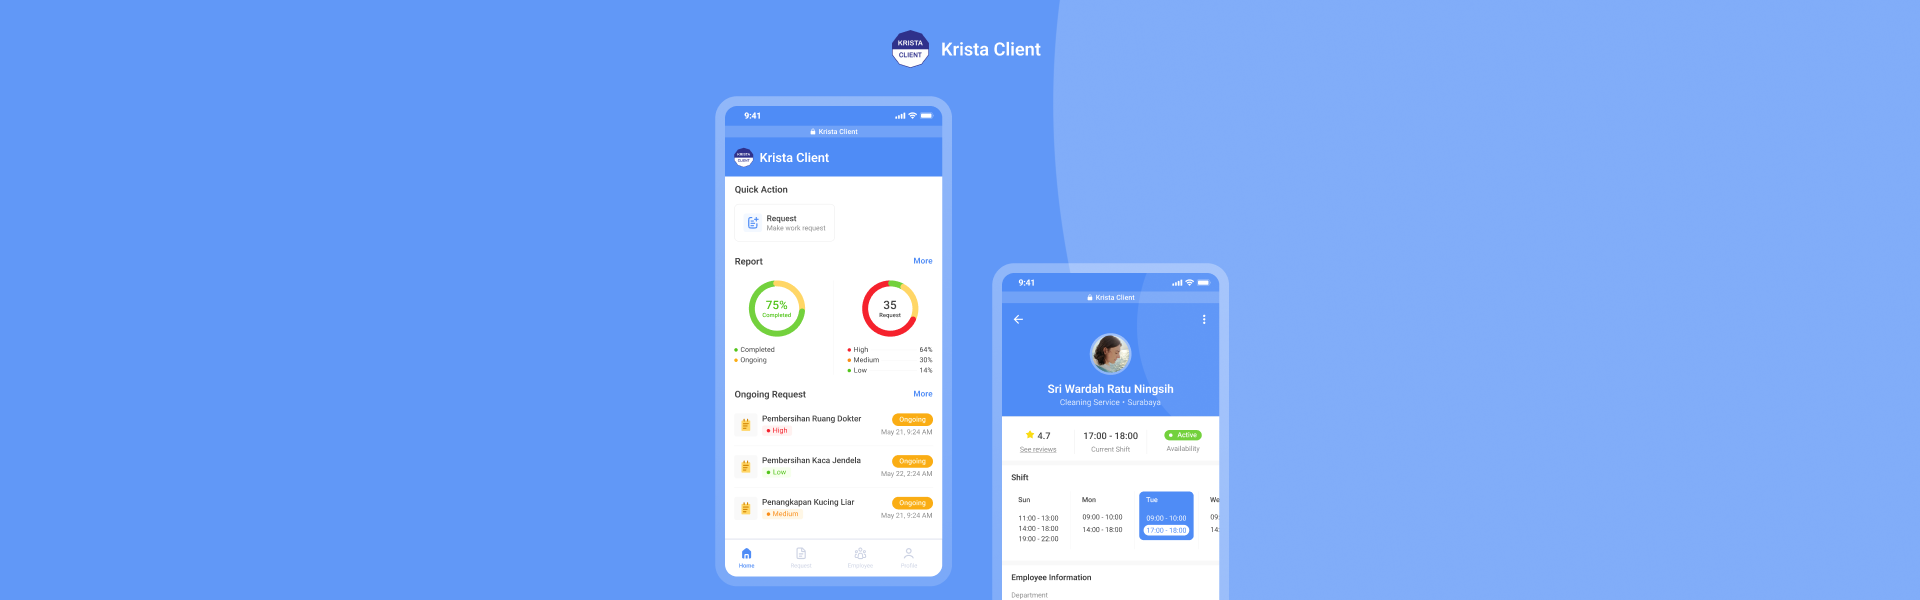 KRISTA
CLIENT
Krista Client
9:41
Krista Client
KRISTA
CLIENT
Krista Client
Quick Action
Request
Make work request
Report
More
75%
Completed
35
Request
Completed
Ongoing
High 64%
Medium 30%
Low 14%
Ongoing Request
More
Pembersihan Ruang Dokter
Ongoing
High
May 21, 9:24 AM
Pembersihan Kaca Jendela
Ongoing
Low
May 22, 2:24 AM
Penangkapan Kucing Liar
Ongoing
Medium
May 21, 9:24 AM
Home
Request
Employee
Profile
9:41
Krista Client
Sri Wardah Ratu Ningsih
Cleaning Service • Surabaya
4.7
See reviews
17:00 - 18:00
Current Shift
Active
Availability
Shift
Sun
11:00 - 13:00
14:00 - 18:00
19:00 - 22:00
Mon
09:00 - 10:00
14:00 - 18:00
Tue
09:00 - 10:00
17:00 - 18:00
We
09:
14:
Employee Information
Department